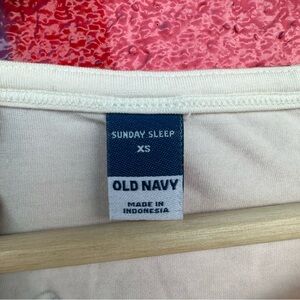 SUNDAY SLEEP
XS
OLD NAVY
MADE IN
INDONESIA